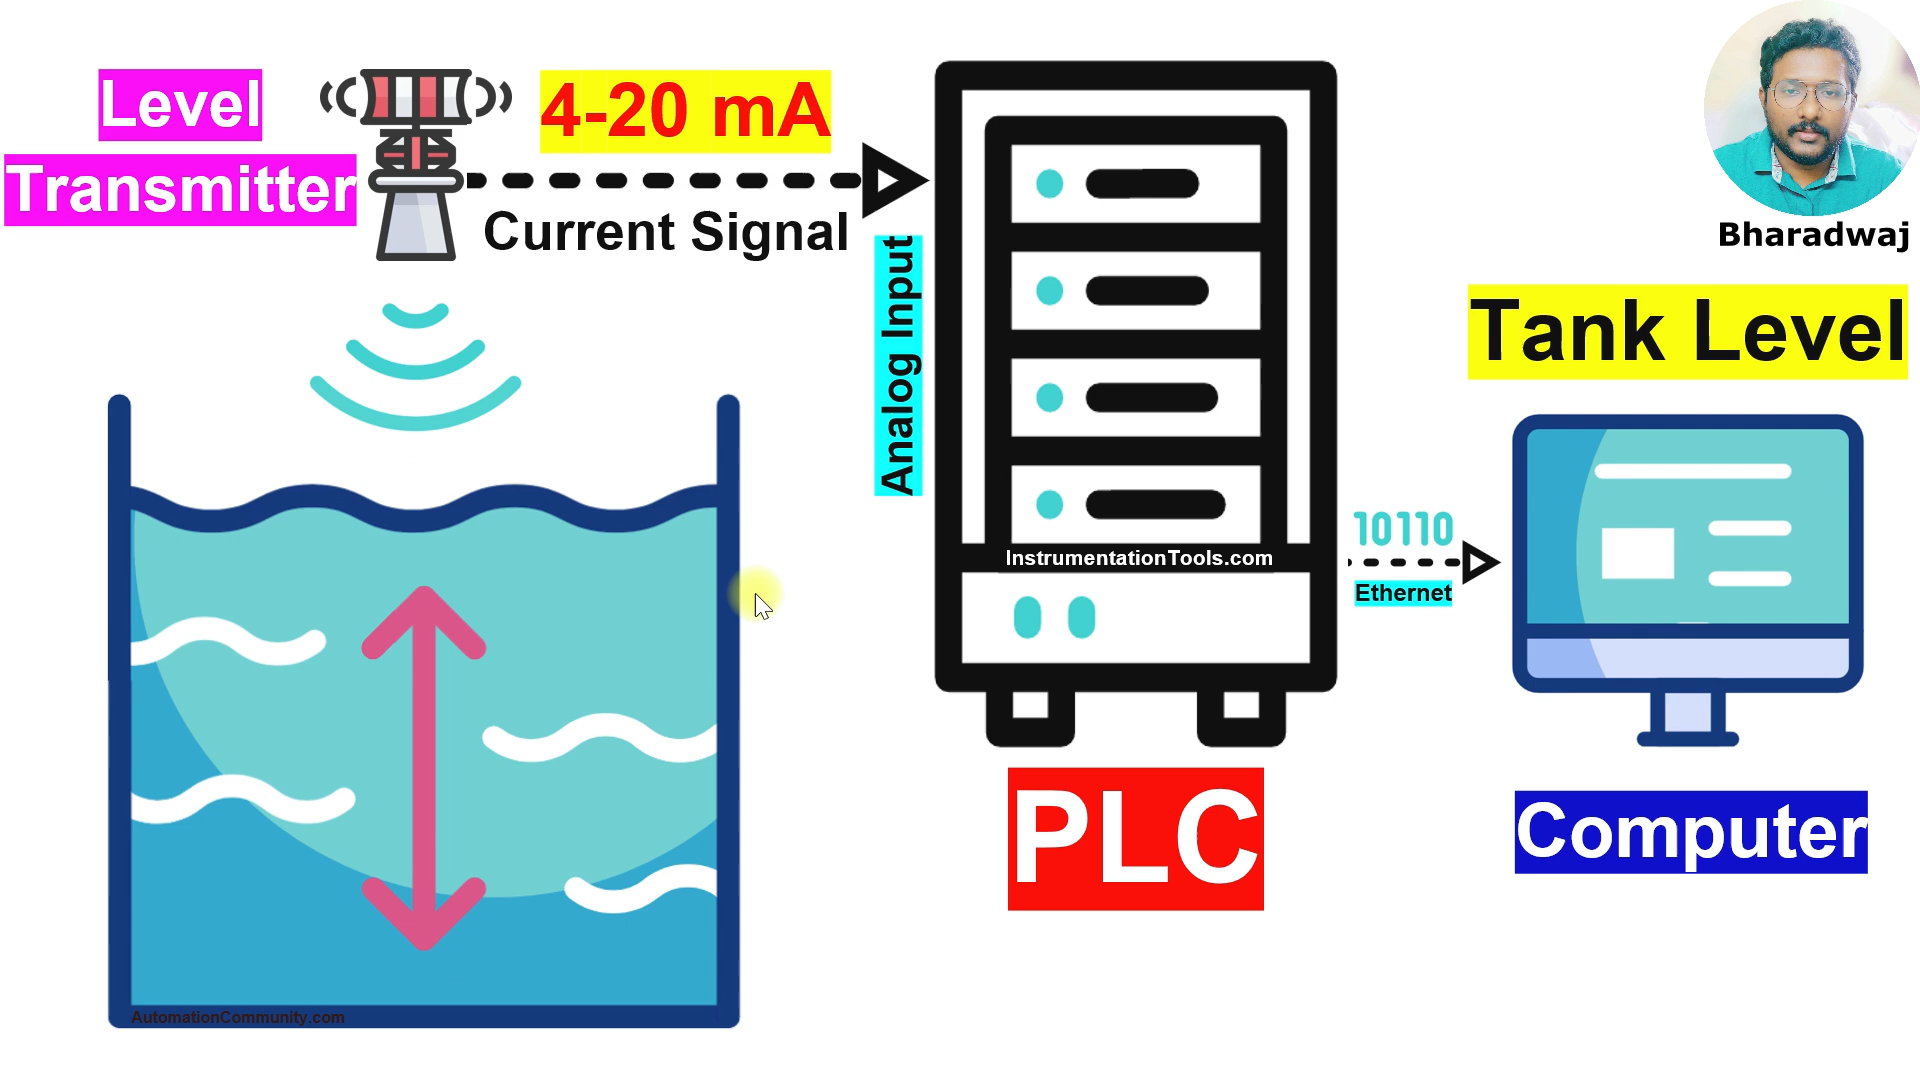 Level
Transmitter
4-20 mA
Current Signal
Analog Input
InstrumentationTools.com
PLC
10110
Ethernet
Bharadwaj
Tank Level
Computer
AutomationCommunity.com